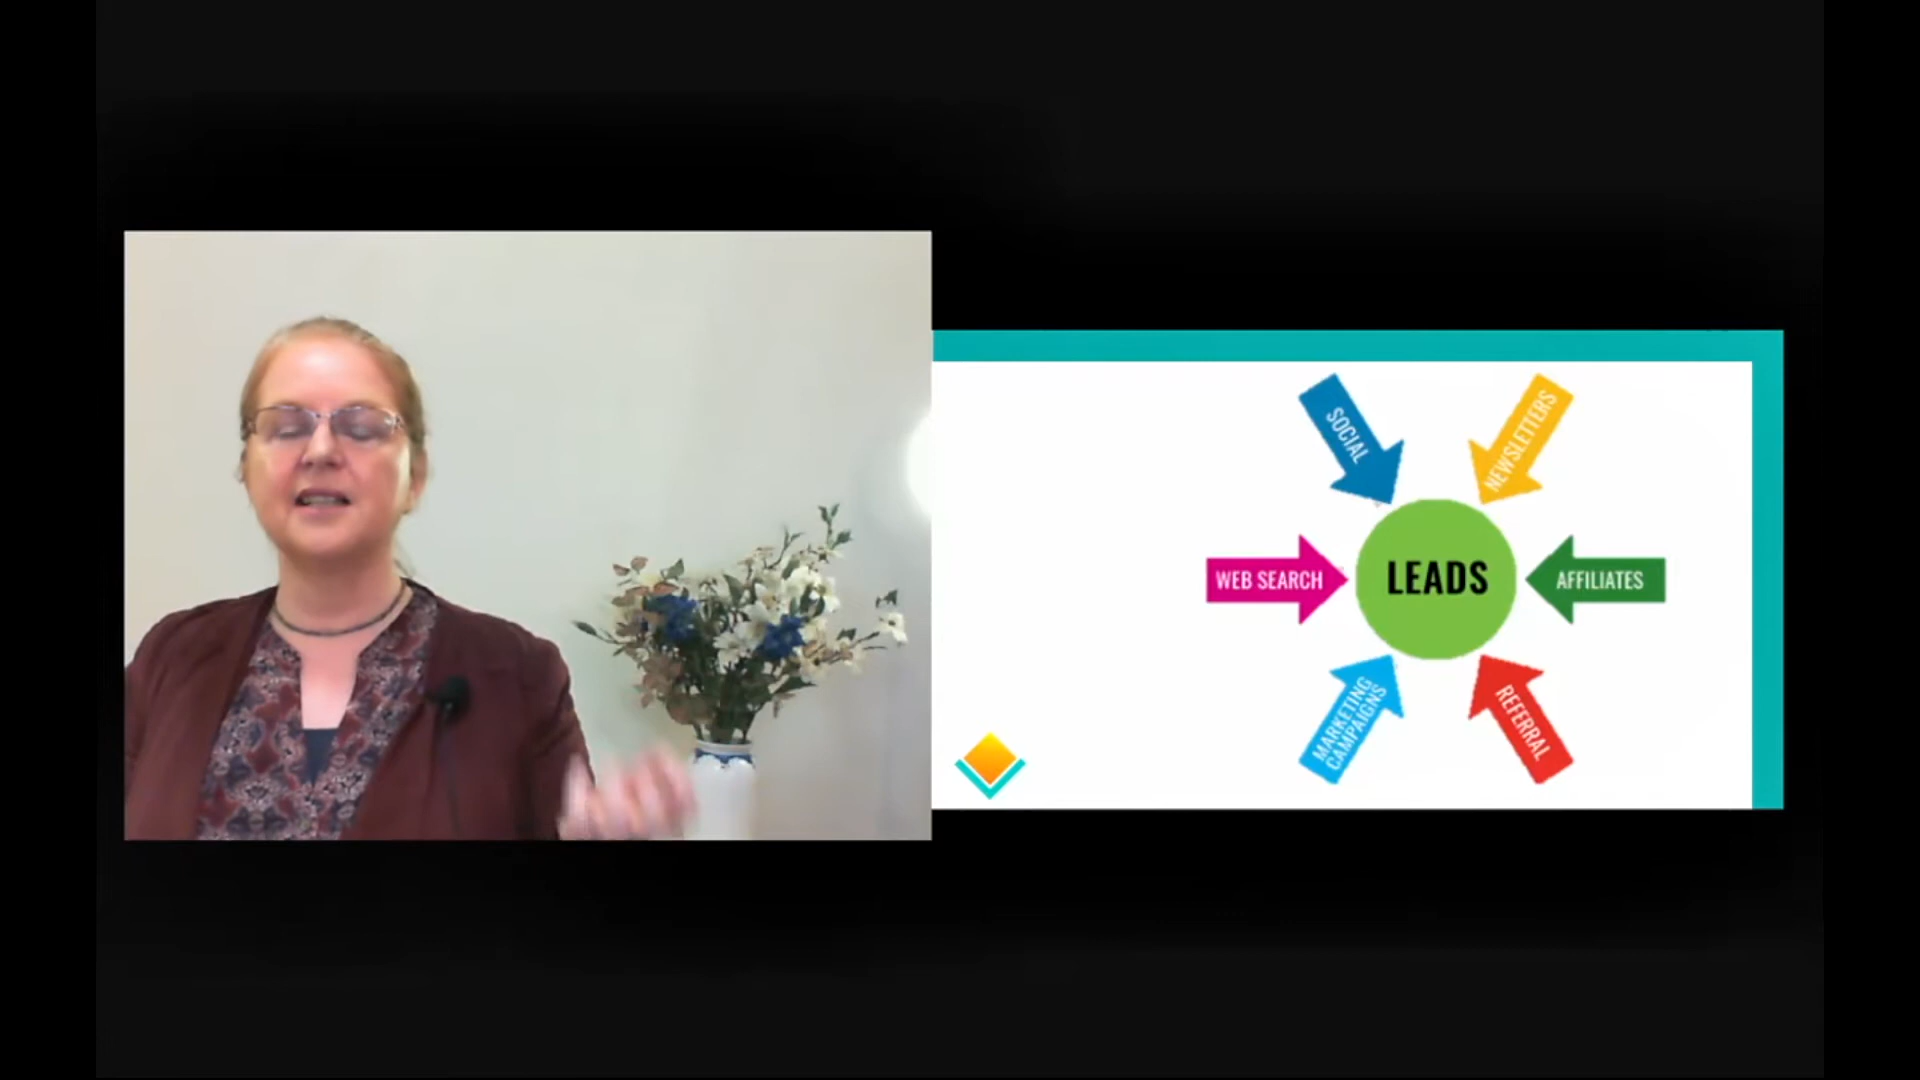 SOCIAL
NEWSLETTERS
WEB SEARCH
LEADS
AFFILIATES
MARKETING
CAMPAIGNS
REFERRAL